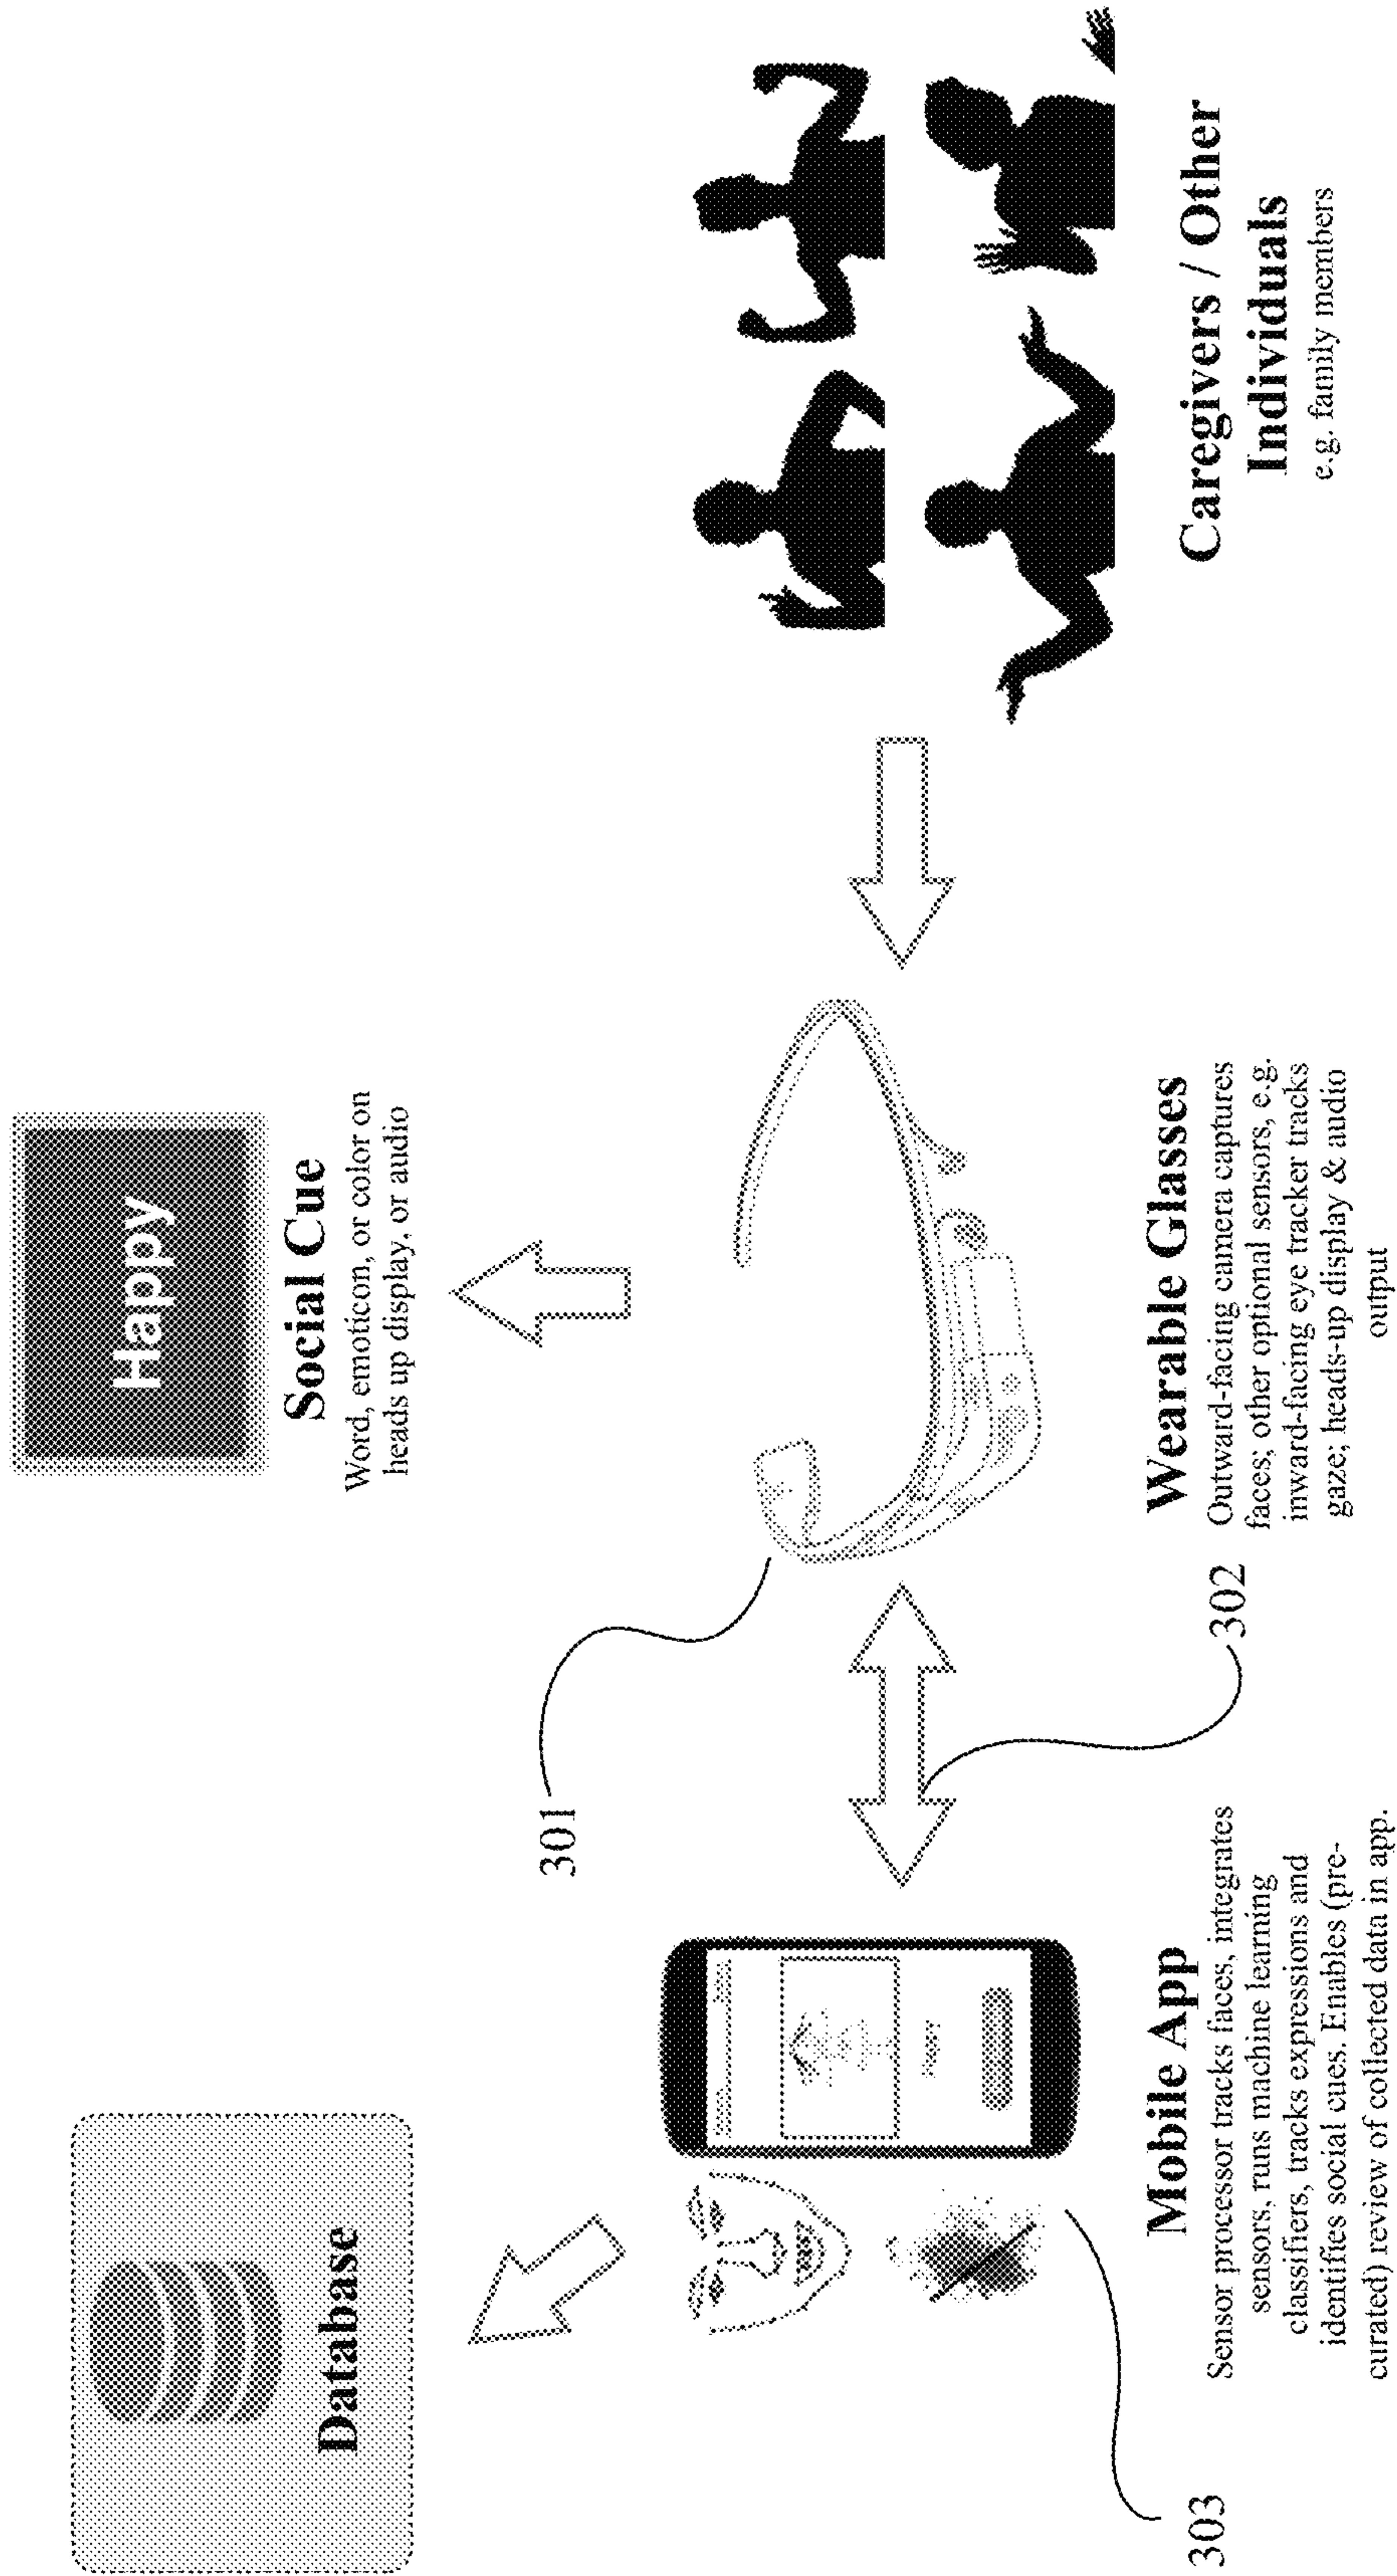 Database
Happy
Social Cue
Word, emoticon, or color on
heads up display, or audio
301
303
Mobile App
Sensor processor tracks faces, integrates
sensors, runs machine learning
classifiers, tracks expressions and
identifies social cues. Enables (pre-
curated) review of collected data in app.
302
Wearable Glasses
Outward-facing camera captures
faces; other optional sensors, e.g.
inward-facing eye tracker tracks
gaze; heads-up display & audio
output
Caregivers / Other
Individuals
e.g. family members